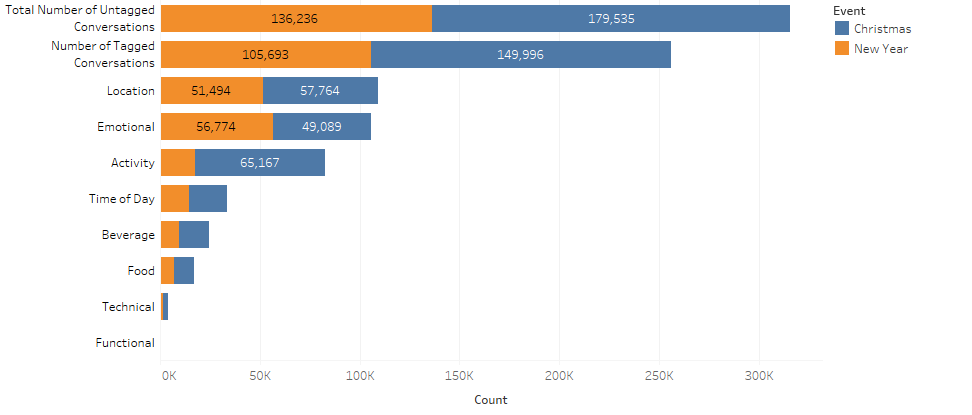 Total Number of Untagged
Conversations
136,236
179,535
Event
Christmas
New Year
Number of Tagged
Conversations
105,693
149,996
Location
51,494
57,764
Emotional
56,774
49,089
Activity
65,167
Time of Day
Beverage
Food
Technical
Functional
0K
50K
100K
150K
200K
250K
300K
Count